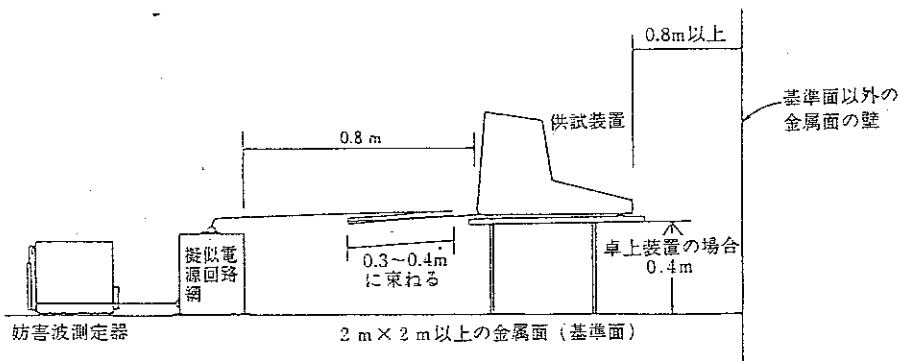 0.8m以上
基準面以外の
金属面の壁
供試装置
0.8 m
擬似電
源回路
網
0.3~0.4m
に束ねる
卓上装置の場合
0.4m
妨害波測定器
2 m×2 m以上の金属面(基準面)